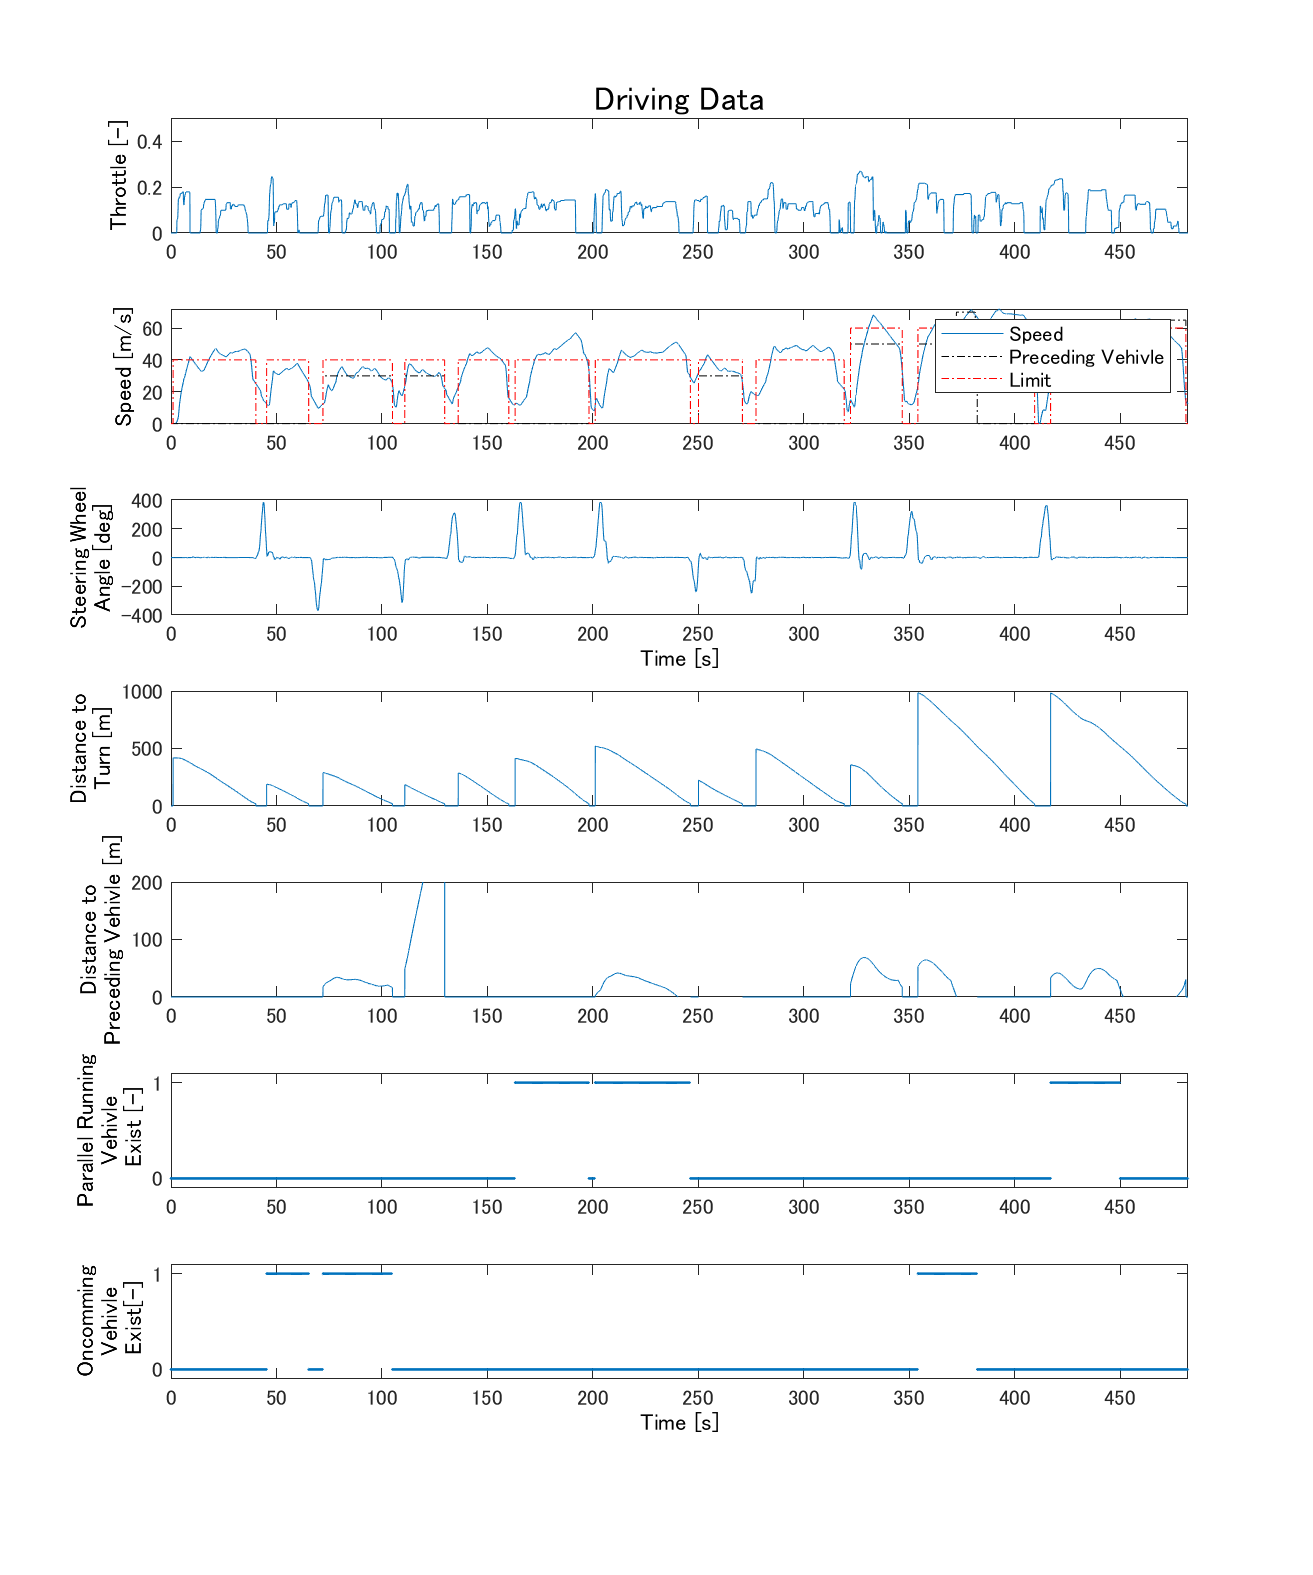 Driving Data
Throttle [-]
0.4
0.2
0
0 50 100 150 200 250 300 350 400 450
Speed [m/s]
60
40
20
0
Speed
Preceding Vehivle
Limit
0 50 100 150 200 250 300 350 400 450
Steering Wheel
Angle [deg]
400
200
0
-200
-400
0 50 100 150 200 250 300 350 400 450
Time [s]
Distance to
Turn [m]
1000
500
0
0 50 100 150 200 250 300 350 400 450
Distance to
Preceding Vehivle [m]
200
100
0
0 50 100 150 200 250 300 350 400 450
Parallel Running
Vehivle
Exist [-]
1
0
0 50 100 150 200 250 300 350 400 450
Oncomming
Vehivle
Exist[-]
1
0
0 50 100 150 200 250 300 350 400 450
Time [s]